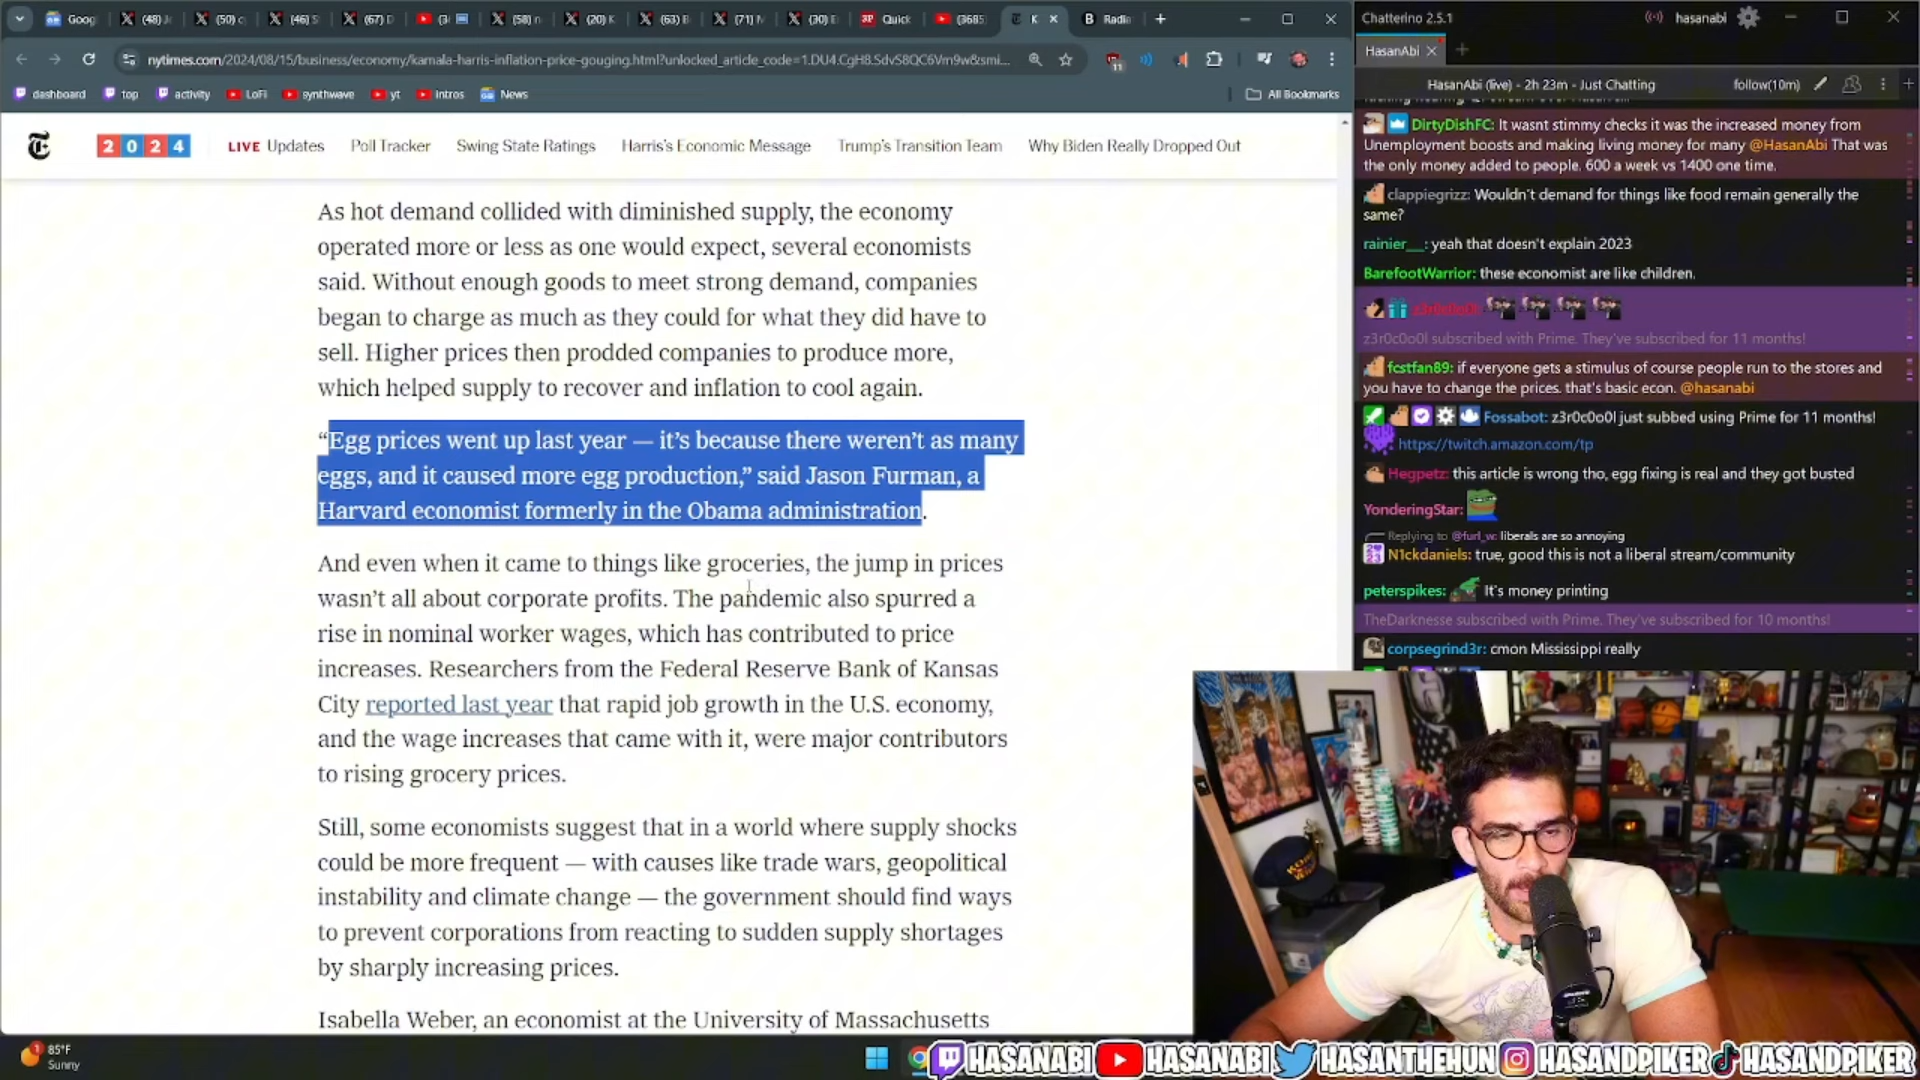 Goog
(48)
(50)
(46) S
(67) D
(58)
(20)
(63)
(71)
(30)
Quick
(368
K
Radio
nytimes.com/2024/08/15/business/economy/kamala-harris-inflation-price-gouging.html?unlocked_article_code=1.DU4.CgH8.SdvS8QC6Vm9w&smi...
11
dashboard
top
activity
LoFi
synthwave
yt
Intros
News
All Bookmarks
2024
LIVE Updates
Poll Tracker
Swing State Ratings
Harris's Economic Message
Trump's Transition Team
Why Biden Really Dropped Out
As hot demand collided with diminished supply, the economy
operated more or less as one would expect, several economists
said. Without enough goods to meet strong demand, companies
began to charge as much as they could for what they did have to
sell. Higher prices then prodded companies to produce more,
which helped supply to recover and inflation to cool again.
“Egg prices went up last year — it’s because there weren’t as many
eggs, and it caused more egg production,” said Jason Furman, a
Harvard economist formerly in the Obama administration.
And even when it came to things like groceries, the jump in prices
wasn’t all about corporate profits. The pandemic also spurred a
rise in nominal worker wages, which has contributed to price
increases. Researchers from the Federal Reserve Bank of Kansas
City reported last year that rapid job growth in the U.S. economy,
and the wage increases that came with it, were major contributors
to rising grocery prices.
Still, some economists suggest that in a world where supply shocks
could be more frequent — with causes like trade wars, geopolitical
instability and climate change — the government should find ways
to prevent corporations from reacting to sudden supply shortages
by sharply increasing prices.
Isabella Weber, an economist at the University of Massachusetts
Chatterino 2.5.1
hasanabi
HasanAbi
HasanAbi (live) - 2h 23m - Just Chatting
follow(10m)
DirtyDishFC: It wasnt stimmy checks it was the increased money from
Unemployment boosts and making living money for many @HasanAbi That was
the only money added to people. 600 a week vs 1400 one time.
clappiegrizz: Wouldn't demand for things like food remain generally the
same?
rainier__: yeah that doesn't explain 2023
BarefootWarrior: these economist are like children.
z3r0c0o0l:
z3r0c0o0l subscribed with Prime. They've subscribed for 11 months!
fcstfan89: if everyone gets a stimulus of course people run to the stores and
you have to change the prices. that's basic econ. @hasanabi
Fossabot: z3r0c0o0l just subbed using Prime for 11 months!
https://twitch.amazon.com/tp
Hegpetz: this article is wrong tho, egg fixing is real and they got busted
YonderingStar:
Replying to @furl_w: liberals are so annoying
N1ckdaniels: true, good this is not a liberal stream/community
peterspikes: It's money printing
TheDarknesse subscribed with Prime. They've subscribed for 10 months!
corpsegrind3r: cmon Mississippi really
85°F
Sunny
HASANABI
HASANABI
HASANTHEHUN
HASANDPIKER
HASANDPIKER